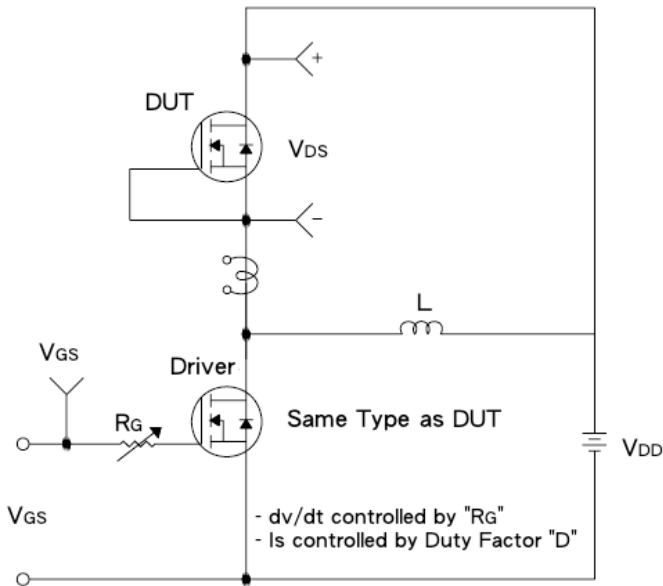 +
DUT
VDS
-
L
VGS
Driver
RG
Same Type as DUT
VDD
VGS
- dv/dt controlled by "RG"
- Is controlled by Duty Factor "D"